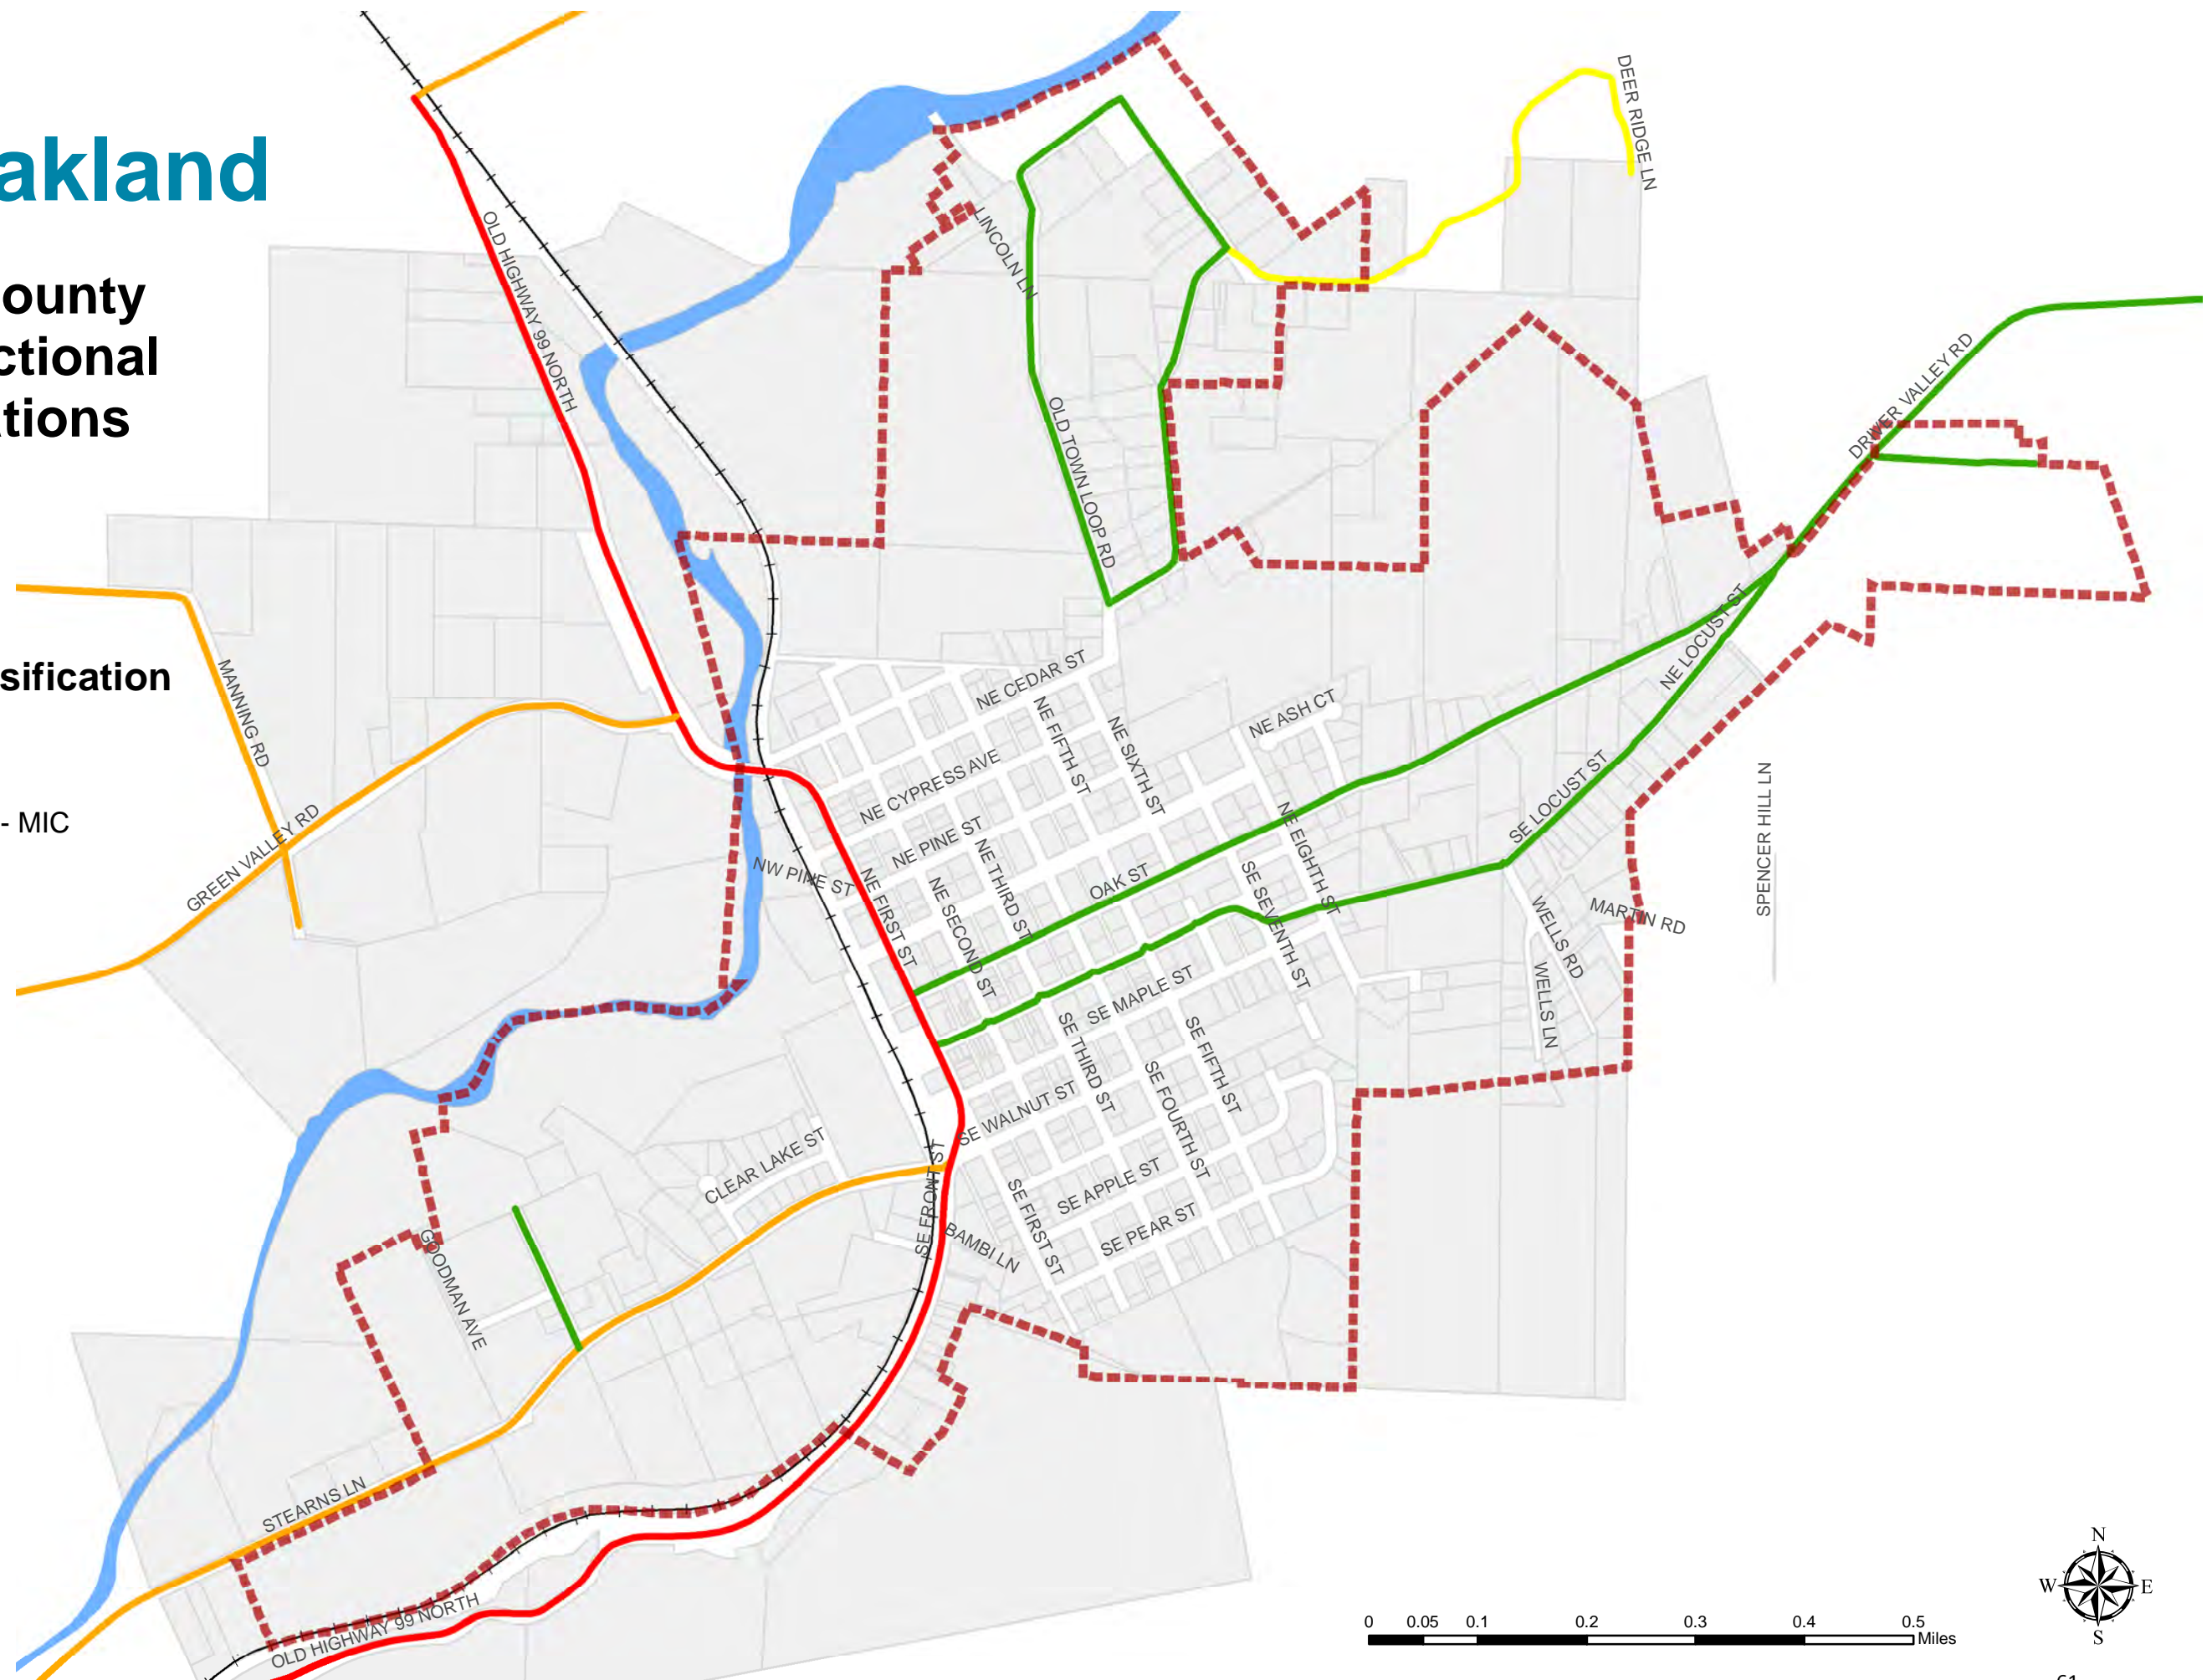 akland
ounty
ctional
ations
sification
- MIC
DEER RIDGE LN
LINCOLN LN
OLD HIGHWAY 99 NORTH
DRIVER VALLEY RD
OLD TOWN LOOP RD
NE LOCUST ST
MANNING RD
NE CEDAR ST
NE FIFTH ST
NE SIXTH ST
NE ASH CT
NE CYPRESS AVE
SE LOCUST ST
SPENCER HILL LN
GREEN VALLEY RD
NE PINE ST
NW PINE ST
NE FIRST ST
NE THIRD ST
NE SECOND ST
OAK ST
NE EIGHTH ST
SE SEVENTH ST
WELLS RD
MARTIN RD
WELLS LN
SE MAPLE ST
SE THIRD ST
SE FIFTH ST
SE FOURTH ST
SE WALNUT ST
CLEAR LAKE ST
SE FRONT ST
SE APPLE ST
SE FIRST ST
SE PEAR ST
BAMBI LN
GOODMAN AVE
STEARNS LN
OLD HIGHWAY 99 NORTH
N
W E
S
0 0.05 0.1 0.2 0.3 0.4 0.5
Miles